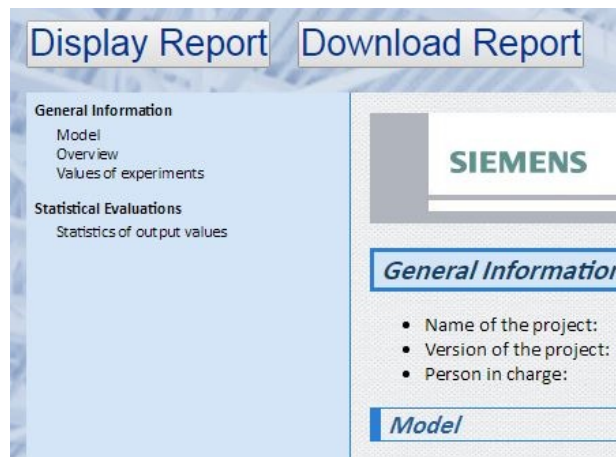 Display Report Download Report
General Information
Model
Overview
Values of experiments
Statistical Evaluations
Statistics of output values
SIEMENS
General Information
Name of the project:
Version of the project:
Person in charge:
Model